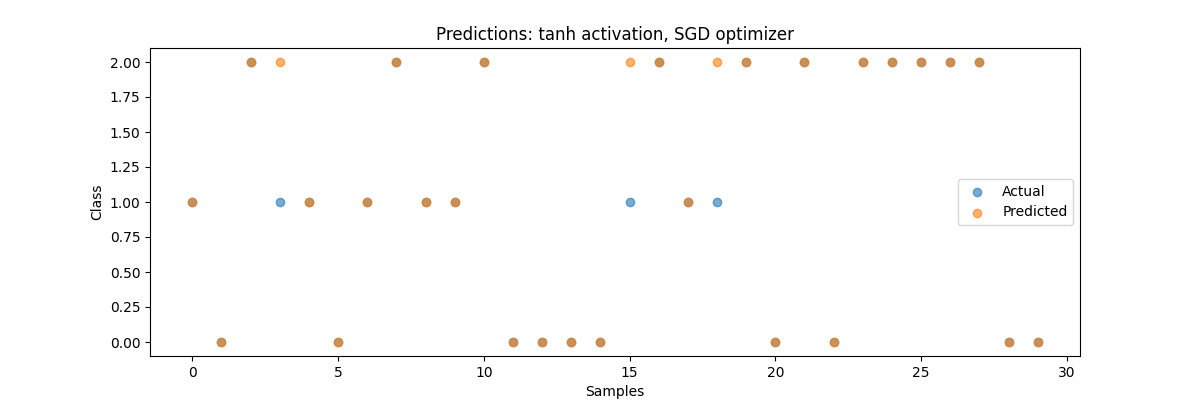 Predictions: tanh activation, SGD optimizer
2.00
1.75
1.50
1.25
1.00
0.75
0.50
0.25
0.00
Class
Actual
Predicted
0 5 10 15 20 25 30
Samples